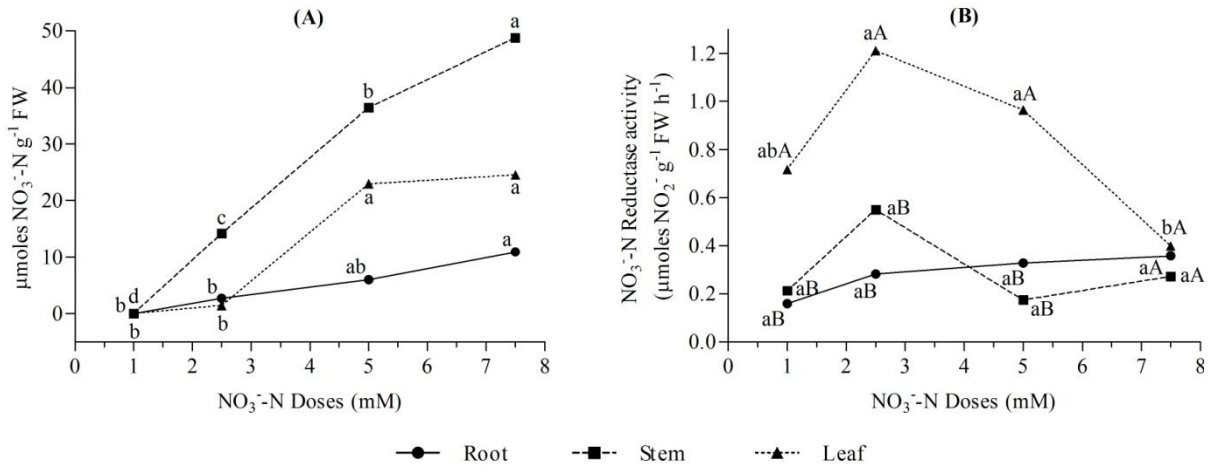 (A)
µmoles NO3--N g-1 FW
50
40
30
20
10
0
a
b
c
a
a
a
ab
b
b
b
d
b
0 1 2 3 4 5 6 7 8
NO3--N Doses (mM)
(B)
NO3--N Reductase activity
(µmoles NO2- g-1 FW h-1)
1.2
1.0
0.8
0.6
0.4
0.2
0.0
aA
aA
abA
bA
aB
aB
aB
aA
aA
aB
aB
aB
0 1 2 3 4 5 6 7 8
NO3--N Doses (mM)
Root Stem Leaf